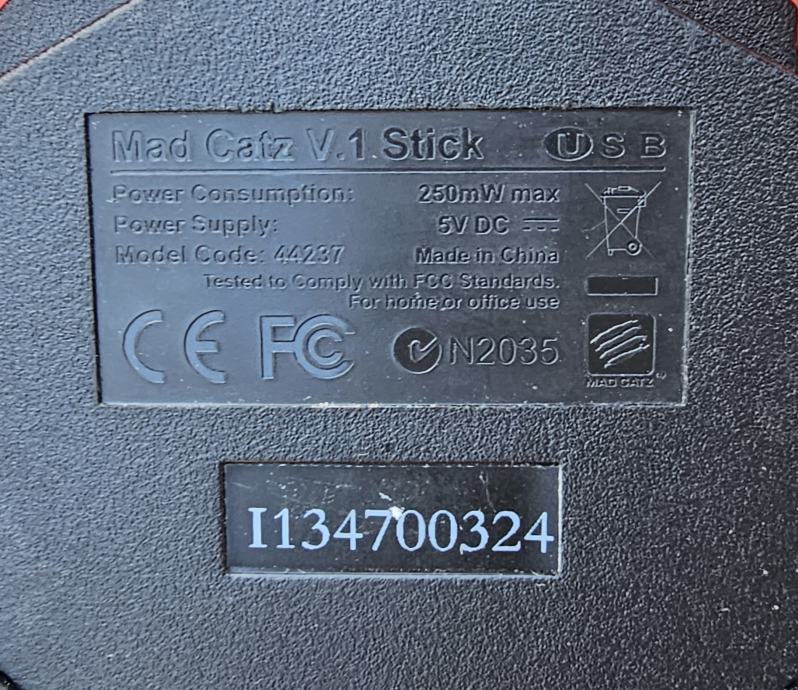 Mad Catz V.1 Stick USB
Power Consumption: 250mW max
Power Supply: 5V DC
Model Code: 44237 Made in China
Tested to Comply with FCC Standards.
For home or office use
CE FC N2035
MAD CATZ
I134700324